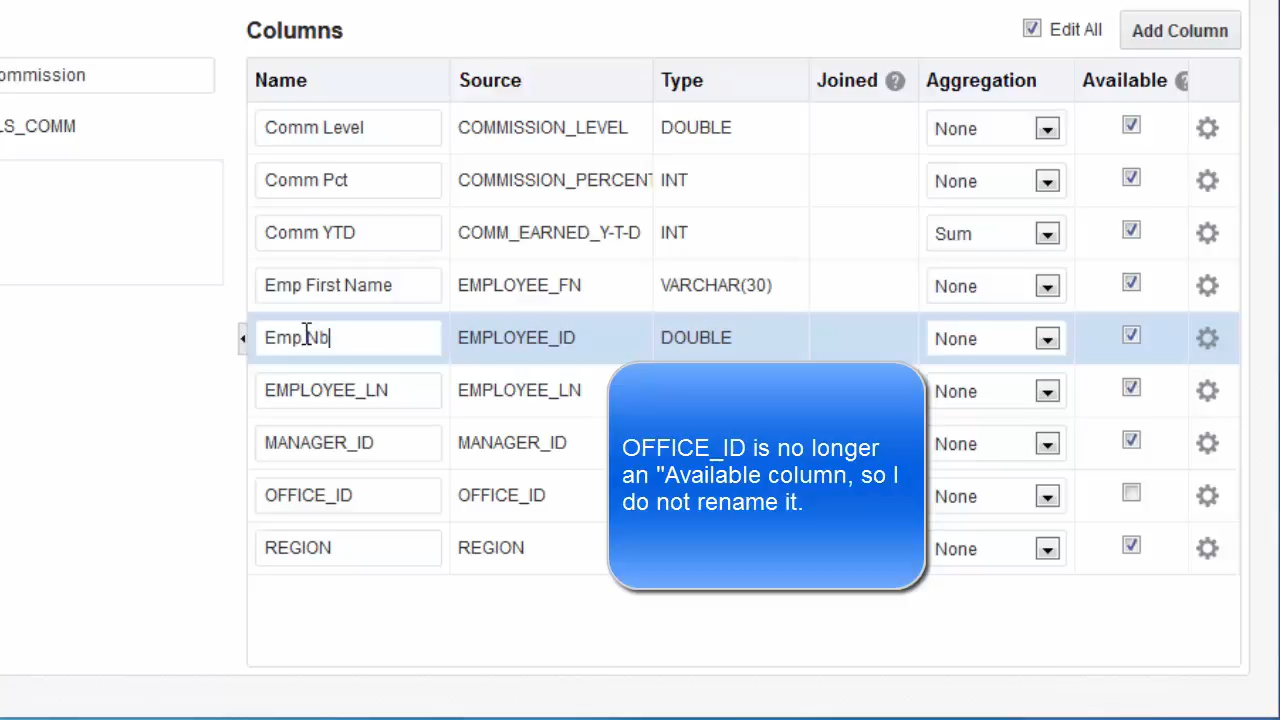 Columns
Edit All
Add Column
ommission
LS_COMM
Name Source Type Joined ? Aggregation Available ?
Comm Level COMMISSION_LEVEL DOUBLE None
Comm Pct COMMISSION_PERCENT INT None
Comm YTD COMM_EARNED_Y-T-D INT Sum
Emp First Name EMPLOYEE_FN VARCHAR(30) None
Emp Nb EMPLOYEE_ID DOUBLE None
EMPLOYEE_LN EMPLOYEE_LN None
MANAGER_ID MANAGER_ID None
OFFICE_ID OFFICE_ID None
REGION REGION None
OFFICE_ID is no longer
an "Available column, so I
do not rename it.